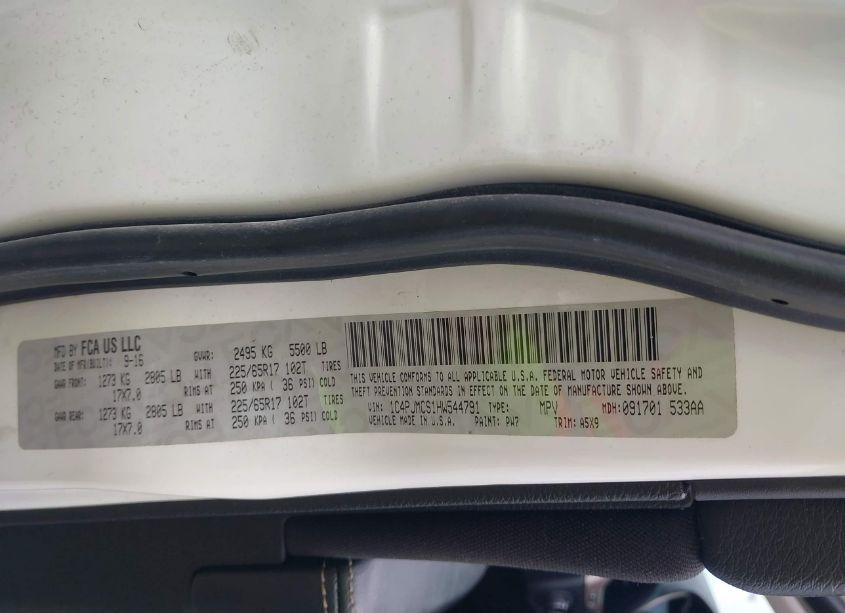 MFD BY FCA US LLC
DATE OF MFR(BUILT): 9-16
GVWR: 2495 KG 5500 LB
GAWR FRONT: 1273 KG 2805 LB WITH 225/65R17 102T TIRES
17X7.0 RIMS AT 250 KPA ( 36 PSI) COLD
GAWR REAR: 1273 KG 2805 LB WITH 225/65R17 102T TIRES
17X7.0 RIMS AT 250 KPA ( 36 PSI) COLD
THIS VEHICLE CONFORMS TO ALL APPLICABLE U.S.A. FEDERAL MOTOR VEHICLE SAFETY AND
THEFT PREVENTION STANDARDS IN EFFECT ON THE DATE OF MANUFACTURE SHOWN ABOVE.
VIN: 1C4PJMCS1HW544791 TYPE: MPV MDH: 091701 533AA
VEHICLE MADE IN U.S.A. PAINT: PW7 TRIM: A5X9